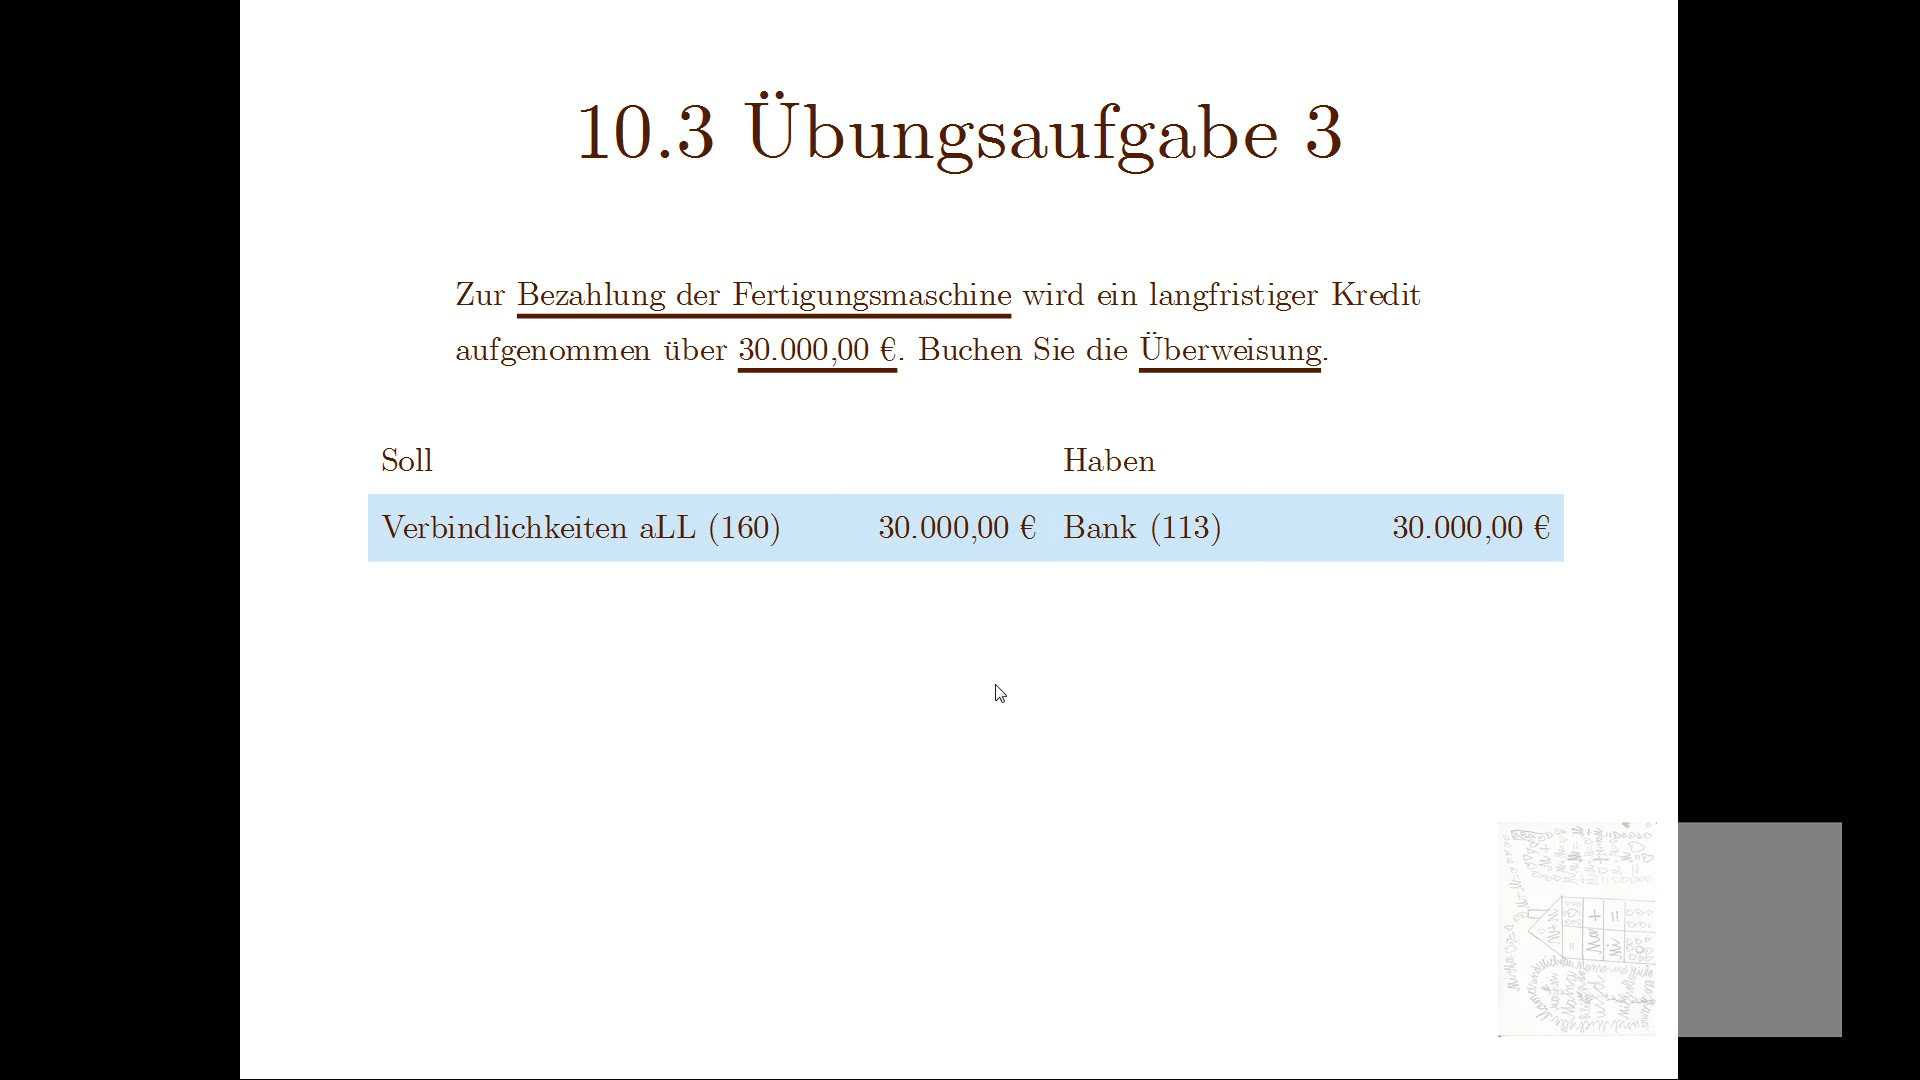 10.3 Übungsaufgabe 3
Zur Bezahlung der Fertigungsmaschine wird ein langfristiger Kredit
aufgenommen über 30.000,00 €. Buchen Sie die Überweisung.
Soll Haben
Verbindlichkeiten aLL (160) 30.000,00 € Bank (113) 30.000,00 €